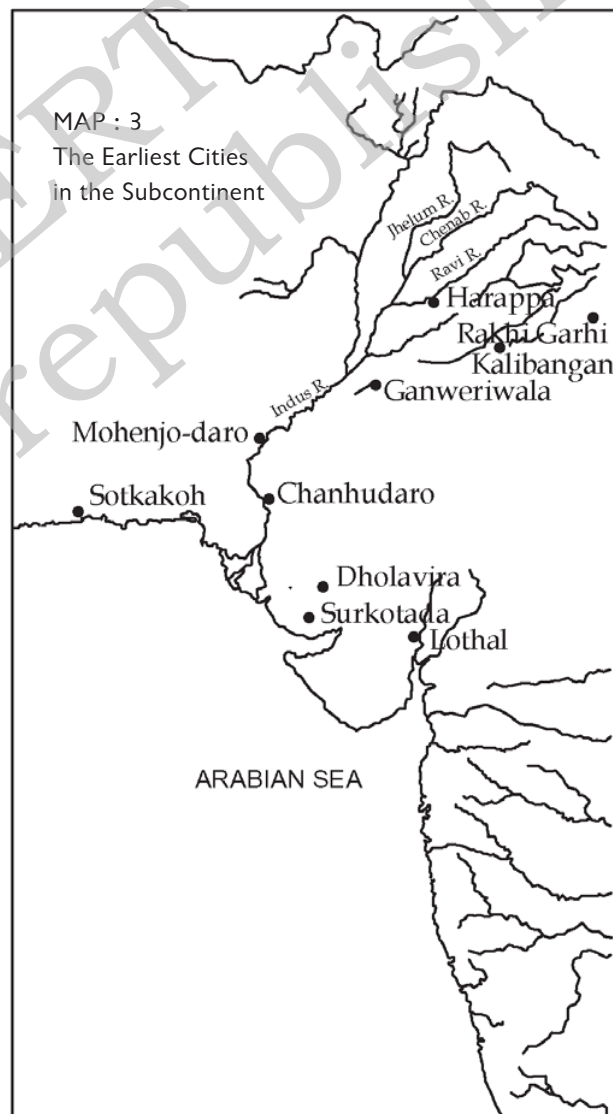 MAP : 3
The Earliest Cities
in the Subcontinent
Jhelum R.
Chenab R.
Ravi R.
Harappa
Rakhi Garhi
Kalibangan
Ganweriwala
Indus R.
Mohenjo-daro
Sotkakoh
Chanhudaro
Dholavira
Surkotada
Lothal
ARABIAN SEA
republish